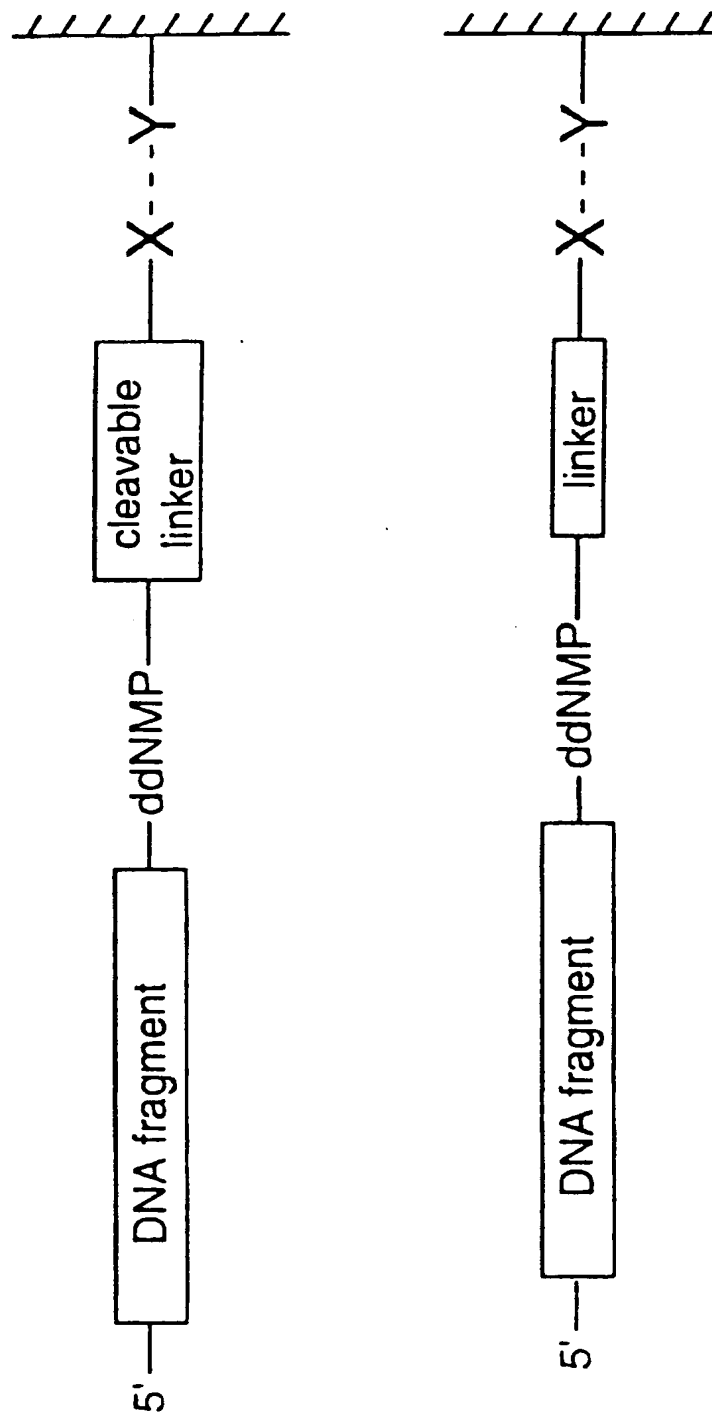 5' DNA fragment ddNMP cleavable
linker X---Y
5' DNA fragment ddNMP linker X---Y